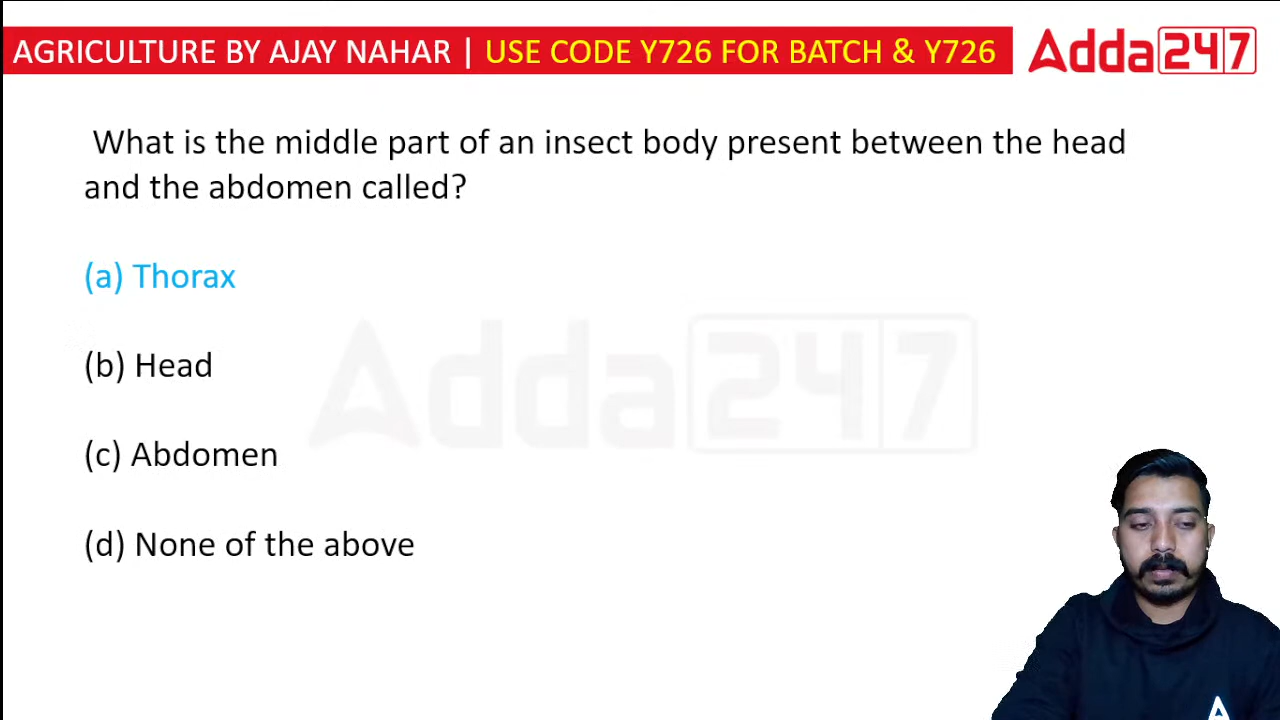 AGRICULTURE BY AJAY NAHAR | USE CODE Y726 FOR BATCH & Y726
Adda247
What is the middle part of an insect body present between the head
and the abdomen called?
(a) Thorax
(b) Head
Adda247
(c) Abdomen
(d) None of the above